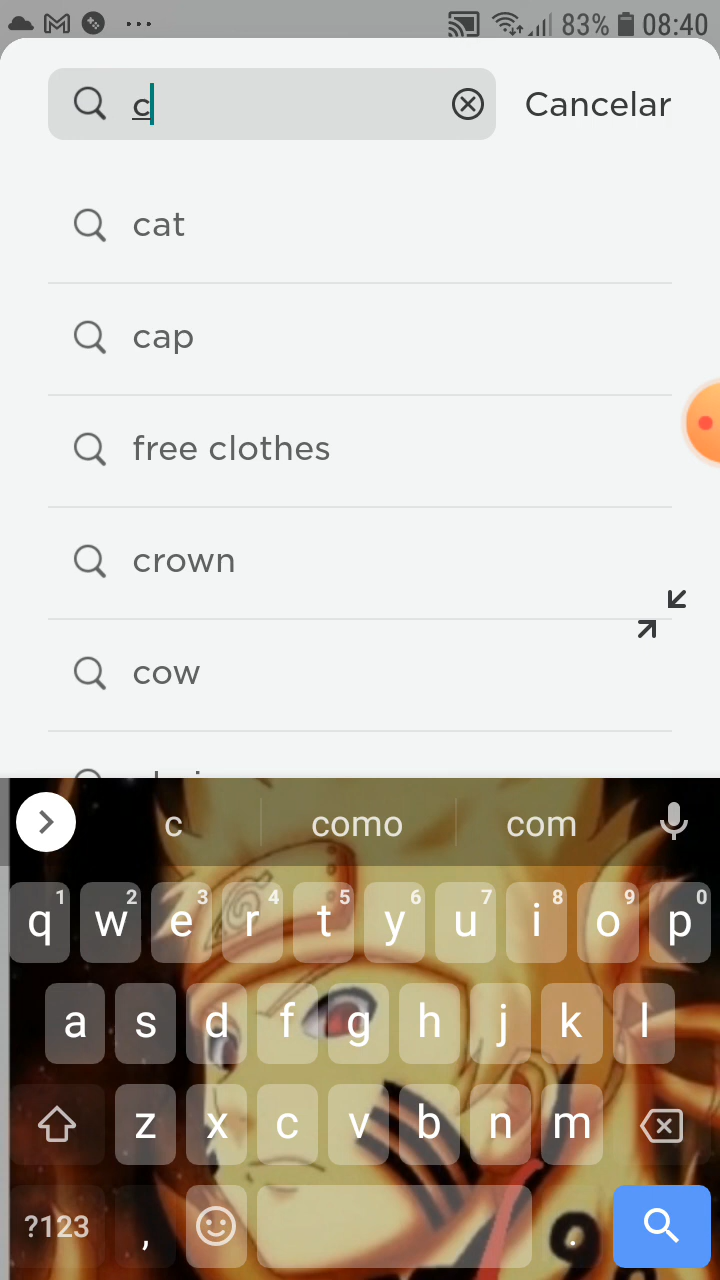 83% 08:40
c Cancelar
cat
cap
free clothes
crown
cow
c como com
1 2 3 4 5 6 7 8 9 0
q w e r t y u i o p
a s d f g h j k l
z x c v b n m
?123 , .